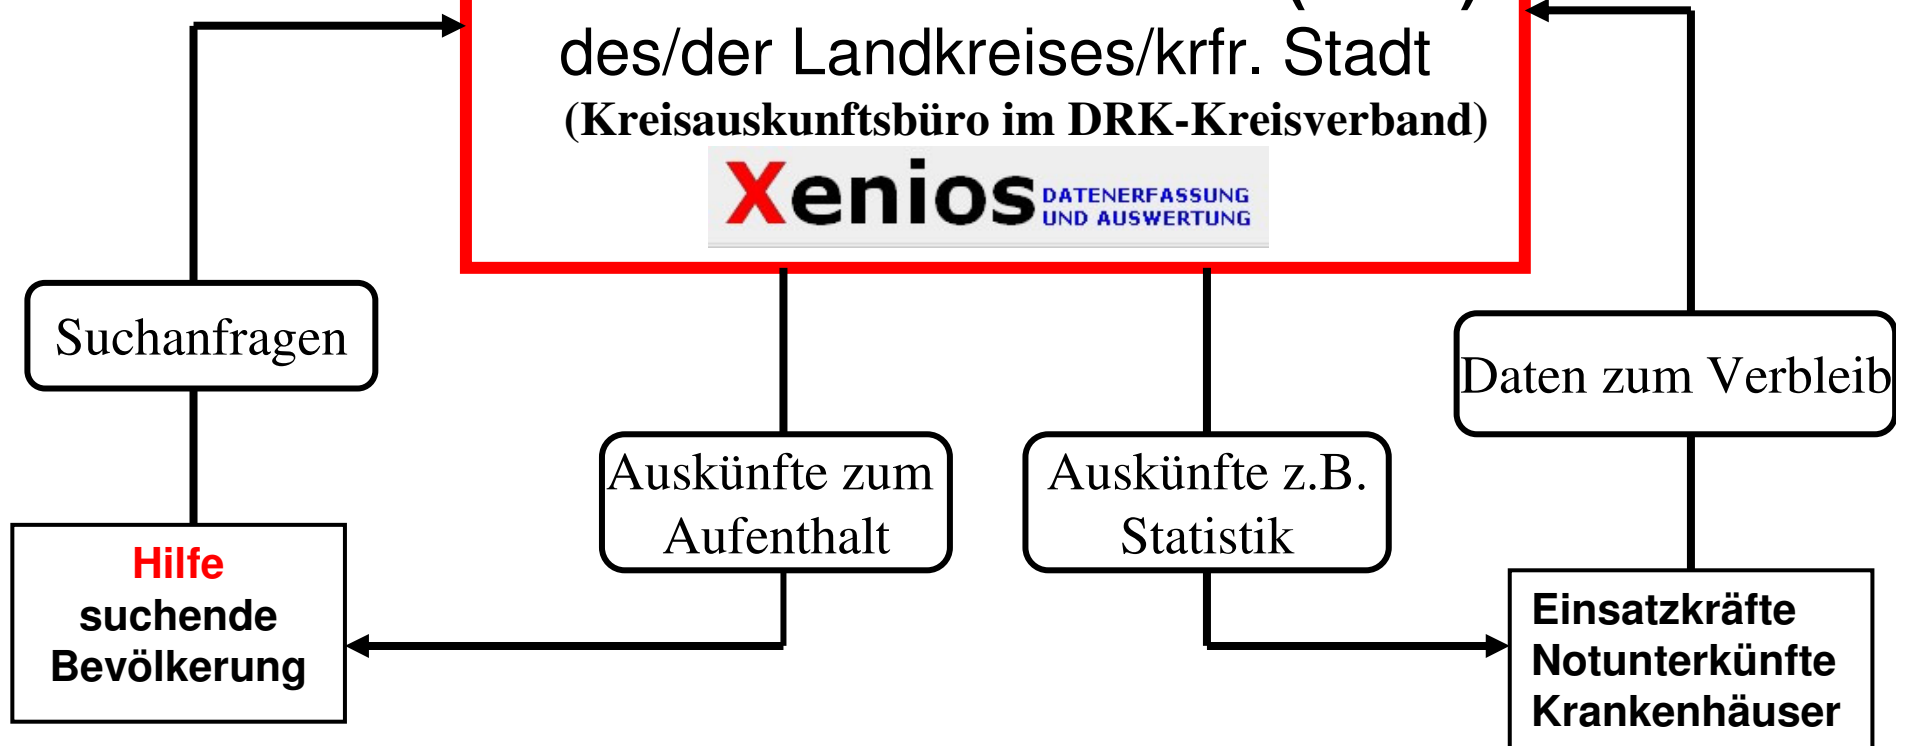 des/der Landkreises/krfr. Stadt
(Kreisauskunftsbüro im DRK-Kreisverband)
Xenios DATENERFASSUNG
UND AUSWERTUNG
Suchanfragen
Daten zum Verbleib
Auskünfte zum
Aufenthalt
Auskünfte z.B.
Statistik
Hilfe
suchende
Bevölkerung
Einsatzkräfte
Notunterkünfte
Krankenhäuser